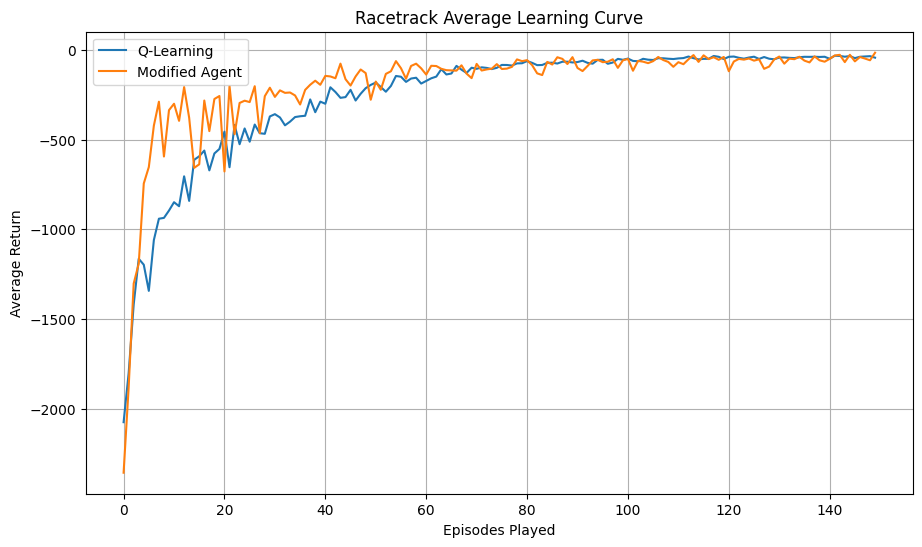 Racetrack Average Learning Curve
Q-Learning
Modified Agent
0
−500
−1000
−1500
−2000
Average Return
0 20 40 60 80 100 120 140
Episodes Played